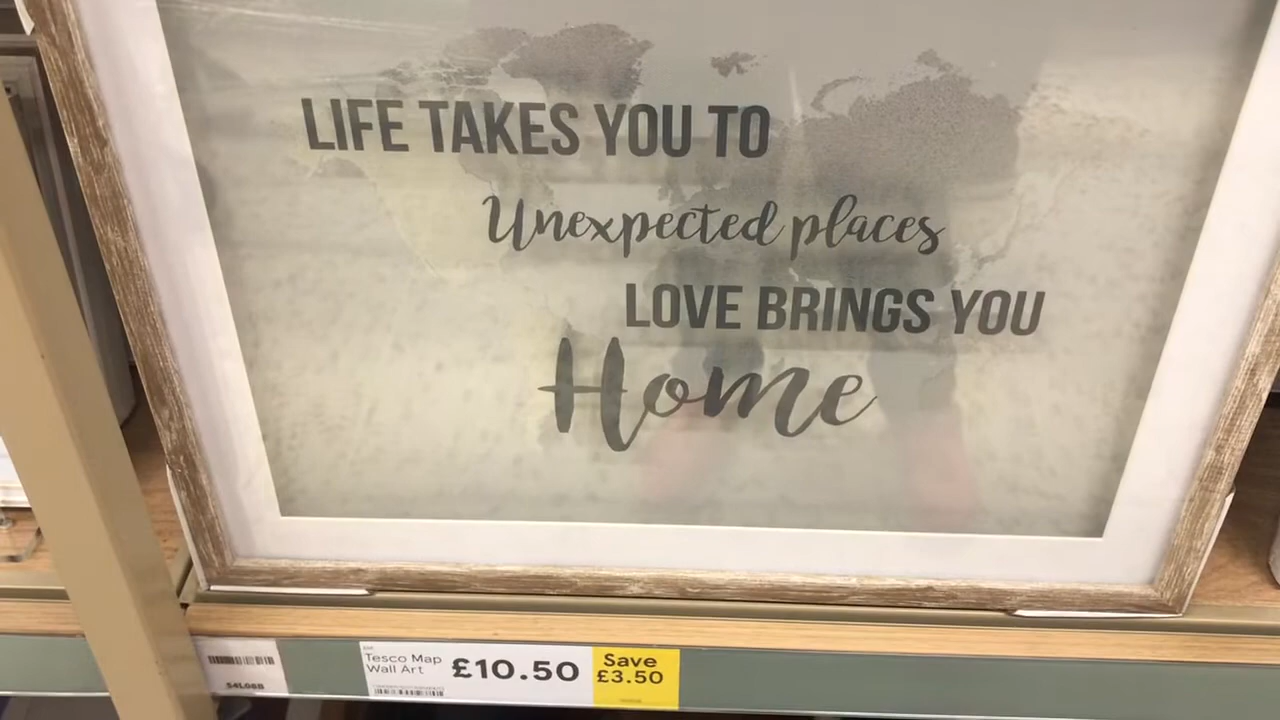 LIFE TAKES YOU TO
Unexpected places
LOVE BRINGS YOU
Home
Tesco Map
Wall Art
£10.50
Save
£3.50